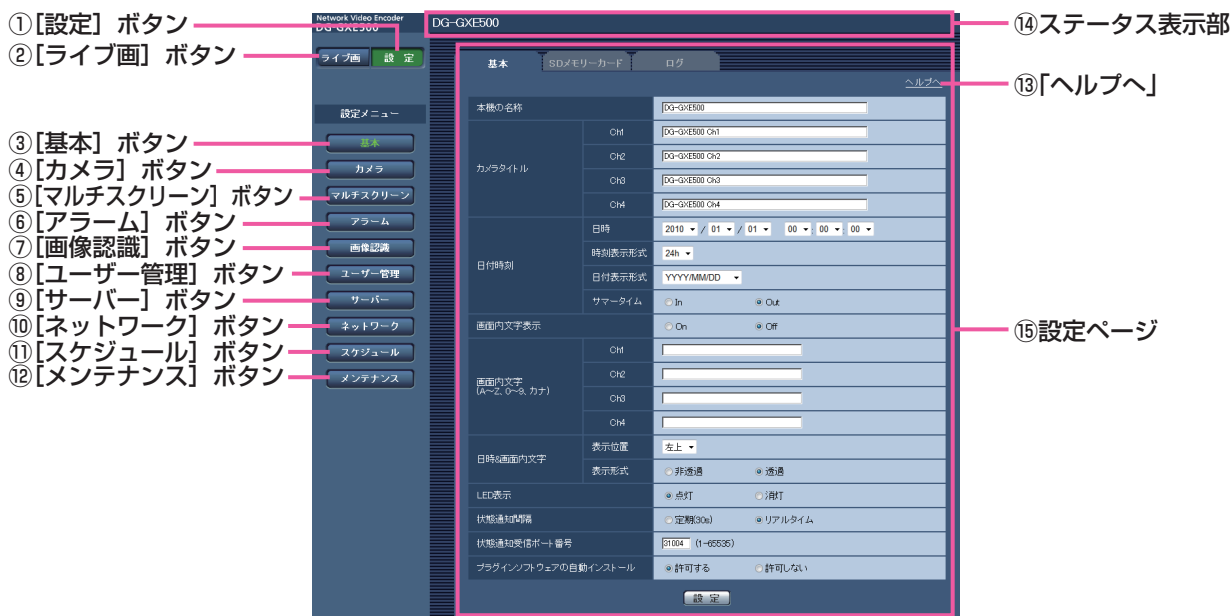 ①[設定] ボタン
②[ライブ画] ボタン
③[基本] ボタン
④[カメラ] ボタン
⑤[マルチスクリーン] ボタン
⑥[アラーム] ボタン
⑦[画像認識] ボタン
⑧[ユーザー管理] ボタン
⑨[サーバー] ボタン
⑩[ネットワーク] ボタン
⑪[スケジュール] ボタン
⑫[メンテナンス] ボタン
Network Video Encoder
DG-GXE500
ライブ画 設 定
設定メニュー
基本
カメラ
マルチスクリーン
アラーム
画像認識
ユーザー管理
サーバー
ネットワーク
スケジュール
メンテナンス
DG-GXE500
基本 SDメモリーカード ログ
ヘルプへ
本機の名称 DG-GXE500
カメラタイトル
Ch1 DG-GXE500 Ch1
Ch2 DG-GXE500 Ch2
Ch3 DG-GXE500 Ch3
Ch4 DG-GXE500 Ch4
日付時刻
日時 2010 / 01 / 01 00 : 00 : 00
時刻表示形式 24h
日付表示形式 YYYY/MM/DD
サマータイム In Out
画面内文字表示 On Off
画面内文字
(A～Z、0～9、カナ)
Ch1
Ch2
Ch3
Ch4
日時&画面内文字
表示位置 左上
表示形式 非透過 透過
LED表示 点灯 消灯
状態通知間隔 定期(30s) リアルタイム
状態通知受信ポート番号 31004 (1-65535)
プラグインソフトウェアの自動インストール 許可する 許可しない
設 定
⑭ステータス表示部
⑬「ヘルプへ」
⑮設定ページ